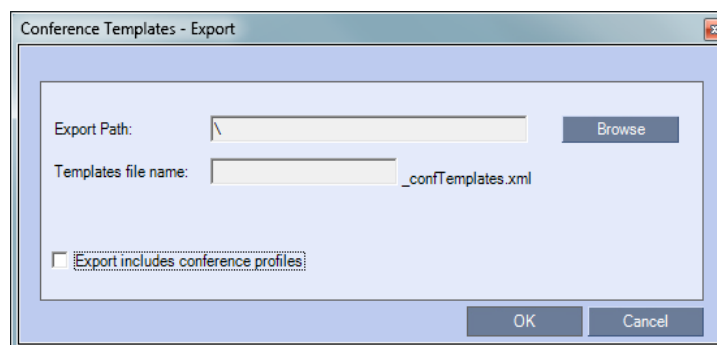 Conference Templates - Export
Export Path: \ Browse
Templates file name: _confTemplates.xml
Export includes conference profiles
OK Cancel